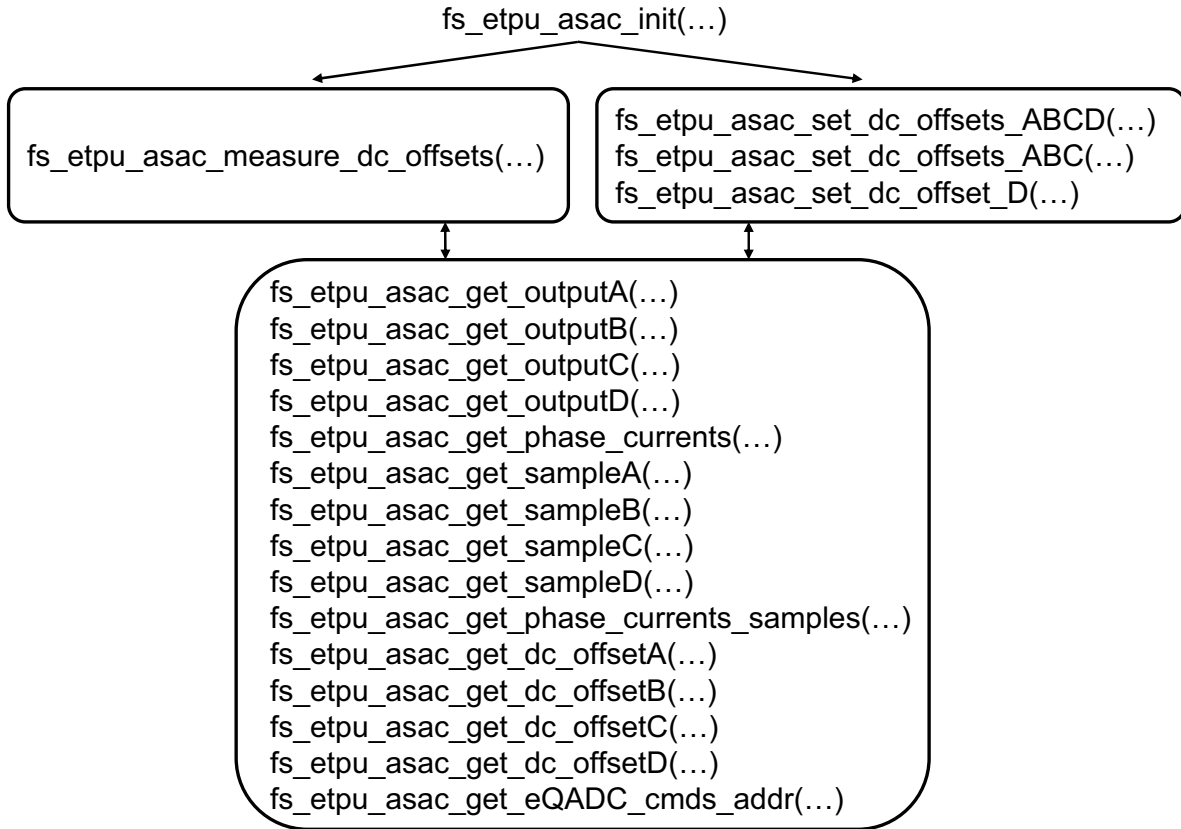 fs_etpu_asac_init(…)
fs_etpu_asac_measure_dc_offsets(…)
fs_etpu_asac_set_dc_offsets_ABCD(…)
fs_etpu_asac_set_dc_offsets_ABC(…)
fs_etpu_asac_set_dc_offset_D(…)
fs_etpu_asac_get_outputA(…)
fs_etpu_asac_get_outputB(…)
fs_etpu_asac_get_outputC(…)
fs_etpu_asac_get_outputD(…)
fs_etpu_asac_get_phase_currents(…)
fs_etpu_asac_get_sampleA(…)
fs_etpu_asac_get_sampleB(…)
fs_etpu_asac_get_sampleC(…)
fs_etpu_asac_get_sampleD(…)
fs_etpu_asac_get_phase_currents_samples(…)
fs_etpu_asac_get_dc_offsetA(…)
fs_etpu_asac_get_dc_offsetB(…)
fs_etpu_asac_get_dc_offsetC(…)
fs_etpu_asac_get_dc_offsetD(…)
fs_etpu_asac_get_eQADC_cmds_addr(…)